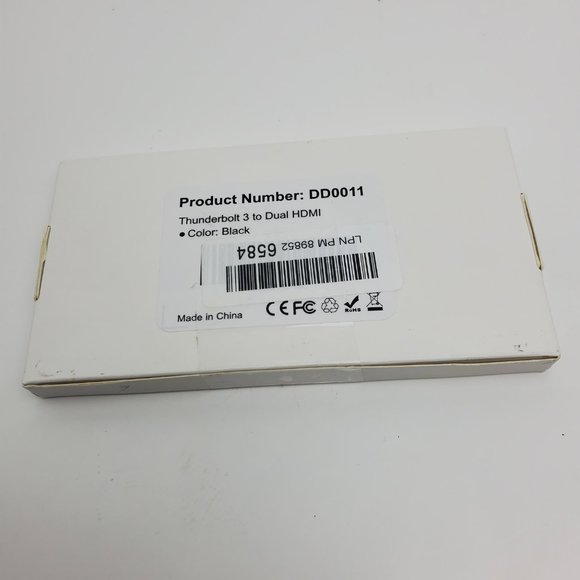 Product Number: DD0011
Thunderbolt 3 to Dual HDMI
• Color: Black
LPN PM 89852 6584
Made in China
CE FC
RoHS